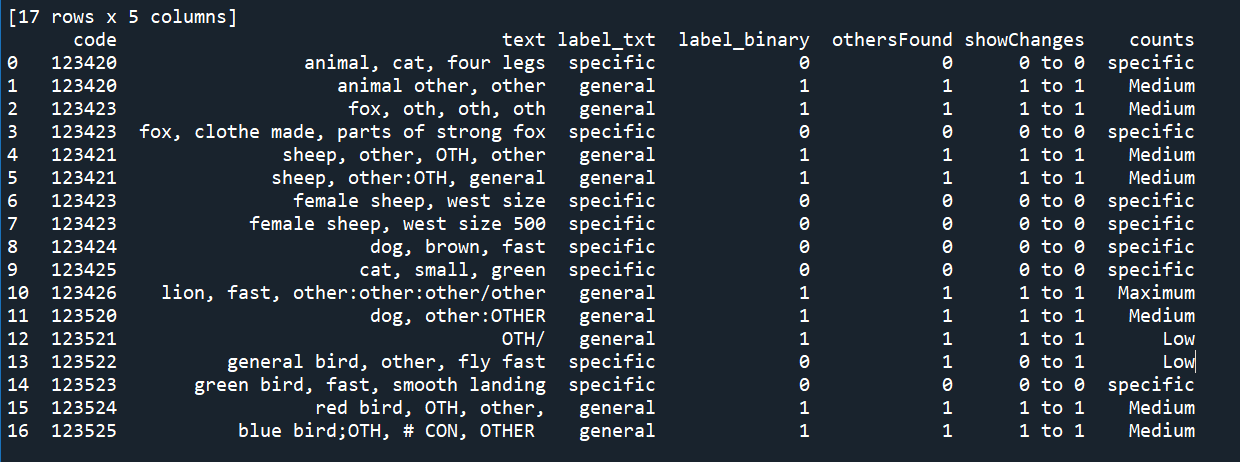 [17 rows x 5 columns]
code text label_txt label_binary othersFound showChanges counts
0 123420 animal, cat, four legs specific 0 0 0 to 0 specific
1 123420 animal other, other general 1 1 1 to 1 Medium
2 123423 fox, oth, oth, oth general 1 1 1 to 1 Medium
3 123423 fox, clothe made, parts of strong fox specific 0 0 0 to 0 specific
4 123421 sheep, other, OTH, other general 1 1 1 to 1 Medium
5 123421 sheep, other:OTH, general general 1 1 1 to 1 Medium
6 123423 female sheep, west size specific 0 0 0 to 0 specific
7 123423 female sheep, west size 500 specific 0 0 0 to 0 specific
8 123424 dog, brown, fast specific 0 0 0 to 0 specific
9 123425 cat, small, green specific 0 0 0 to 0 specific
10 123426 lion, fast, other:other:other/other general 1 1 1 to 1 Maximum
11 123520 dog, other:OTHER general 1 1 1 to 1 Medium
12 123521 OTH/ general 1 1 1 to 1 Low
13 123522 general bird, other, fly fast specific 0 1 0 to 1 Low
14 123523 green bird, fast, smooth landing specific 0 0 0 to 0 specific
15 123524 red bird, OTH, other, general 1 1 1 to 1 Medium
16 123525 blue bird;OTH, # CON, OTHER general 1 1 1 to 1 Medium